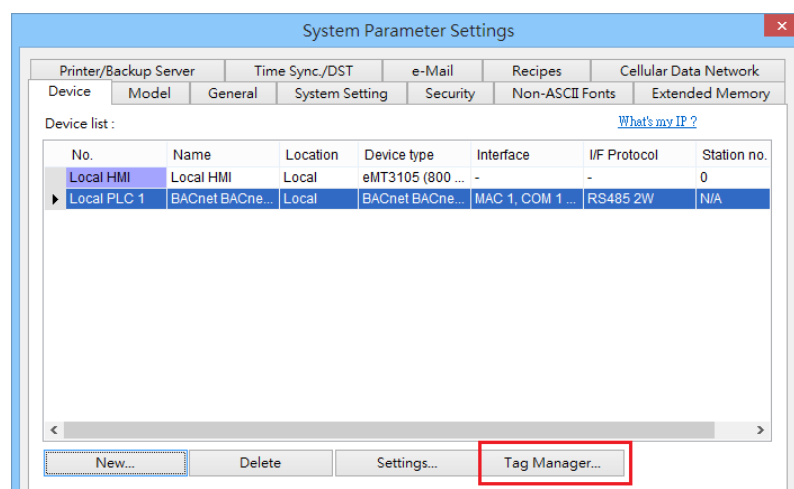 System Parameter Settings
Printer/Backup Server Time Sync./DST e-Mail Recipes Cellular Data Network
Device Model General System Setting Security Non-ASCII Fonts Extended Memory
Device list : What's my IP ?
No. Name Location Device type Interface I/F Protocol Station no.
Local HMI Local HMI Local eMT3105 (800 ... - - 0
Local PLC 1 BACnet BACne... Local BACnet BACne... MAC 1, COM 1 ... RS485 2W N/A
New... Delete Settings... Tag Manager...